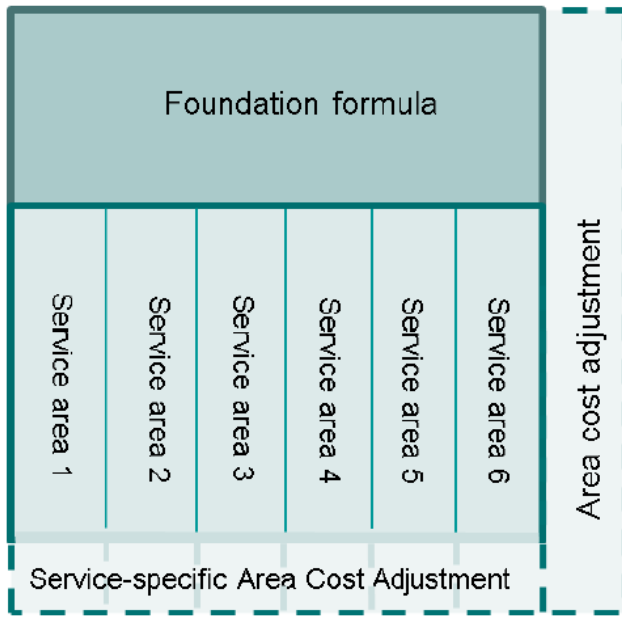 Foundation formula
Service area 1
Service area 2
Service area 3
Service area 4
Service area 5
Service area 6
Area cost adjustment
Service-specific Area Cost Adjustment